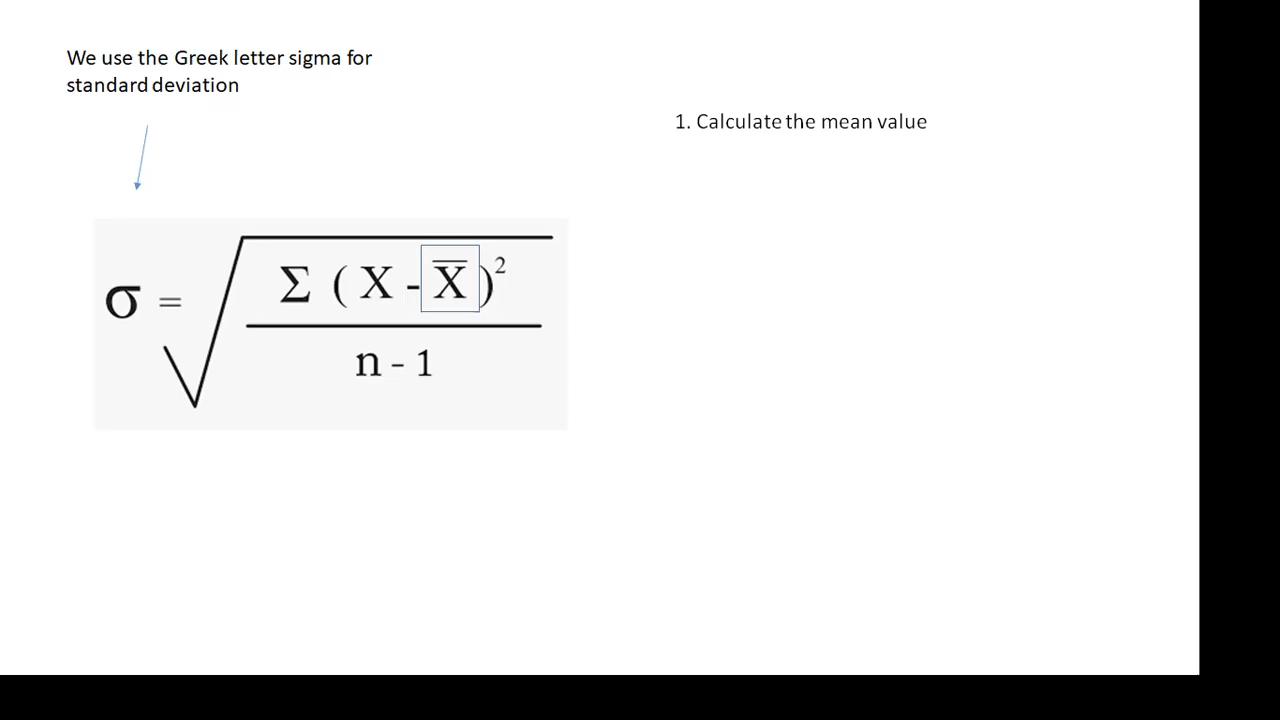 We use the Greek letter sigma for
standard deviation
1. Calculate the mean value
σ = √ Σ ( X - X̅ )²
n - 1